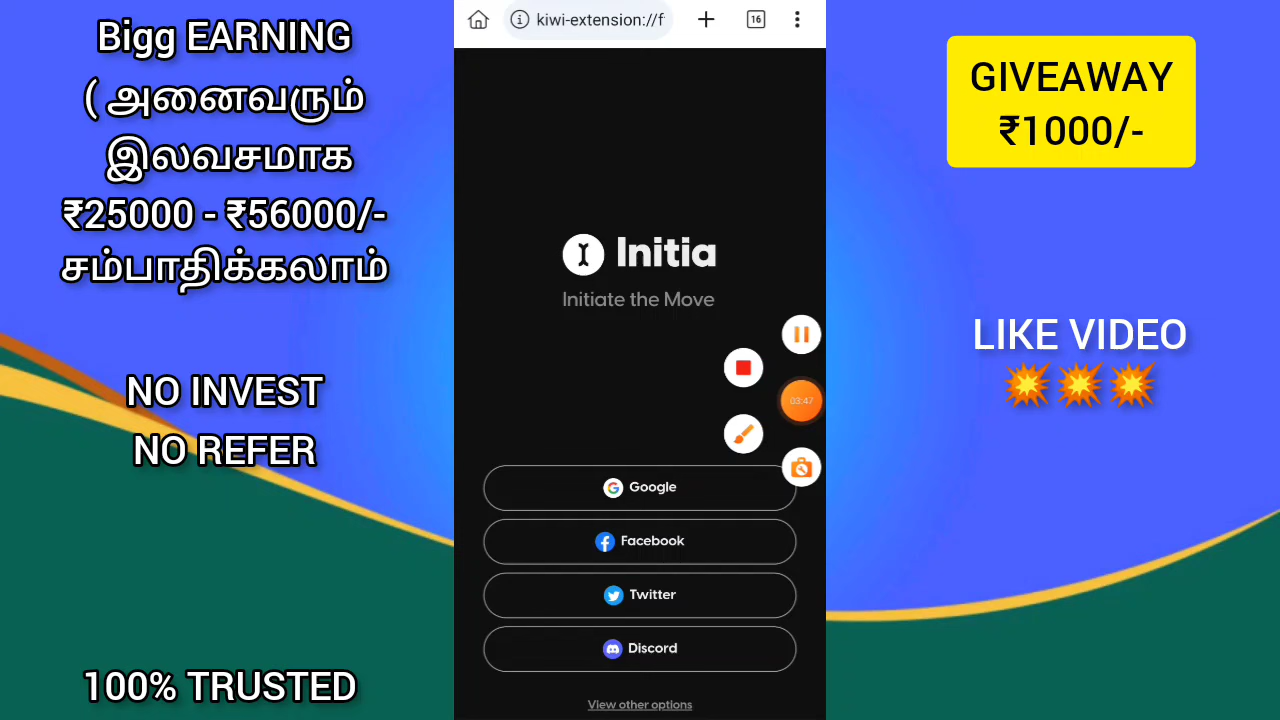 Bigg EARNING
( அனைவரும்
இலவசமாக
₹25000 - ₹56000/-
சம்பாதிக்கலாம்
NO INVEST
NO REFER
100% TRUSTED
kiwi-extension://f
16
Initia
Initiate the Move
03:47
Google
Facebook
Twitter
Discord
View other options
GIVEAWAY
₹1000/-
LIKE VIDEO
💥💥💥